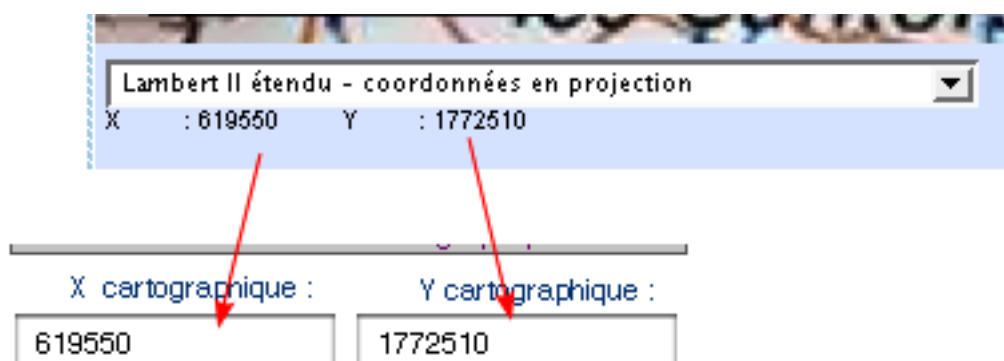 Lambert II étendu - coordonnées en projection
X : 619550 Y : 1772510
X cartographique : Y cartographique :
619550 1772510